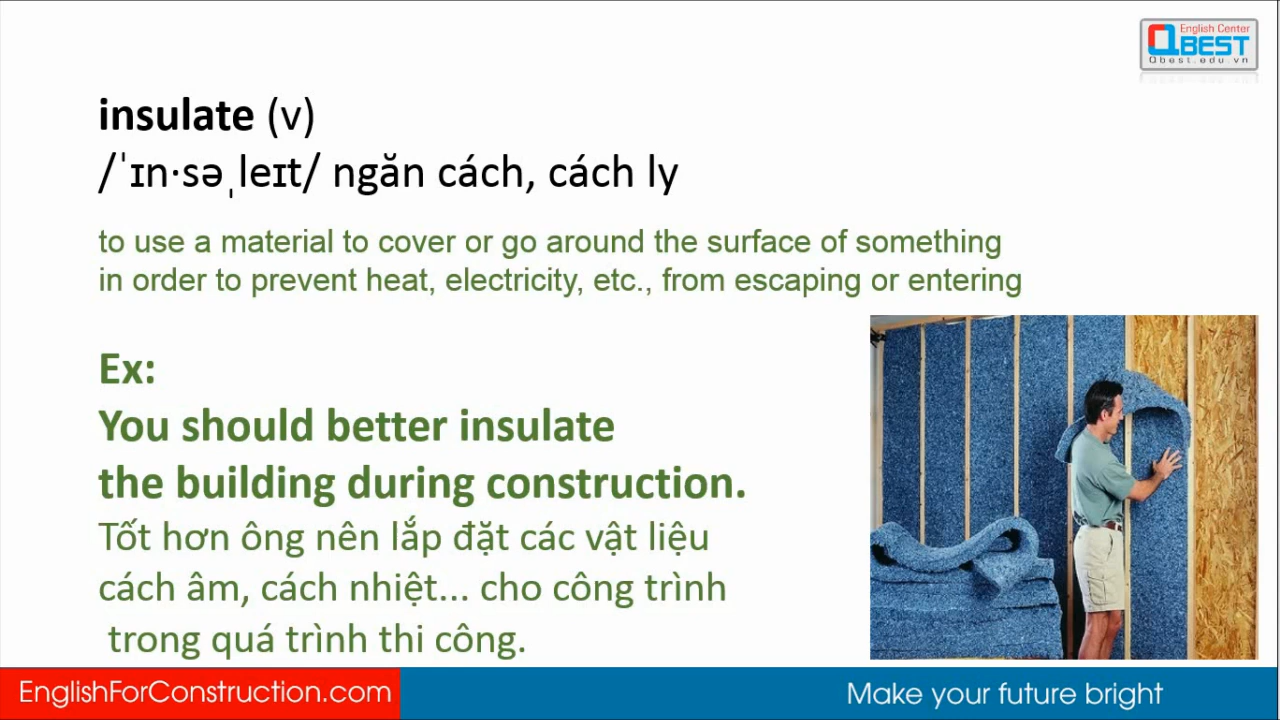 English Center
QBEST
Qbest.edu.vn
insulate (v)
/ˈɪn·səˌleɪt/ ngăn cách, cách ly
to use a material to cover or go around the surface of something
in order to prevent heat, electricity, etc., from escaping or entering
Ex:
You should better insulate
the building during construction.
Tốt hơn ông nên lắp đặt các vật liệu
cách âm, cách nhiệt... cho công trình
trong quá trình thi công.
EnglishForConstruction.com
Make your future bright